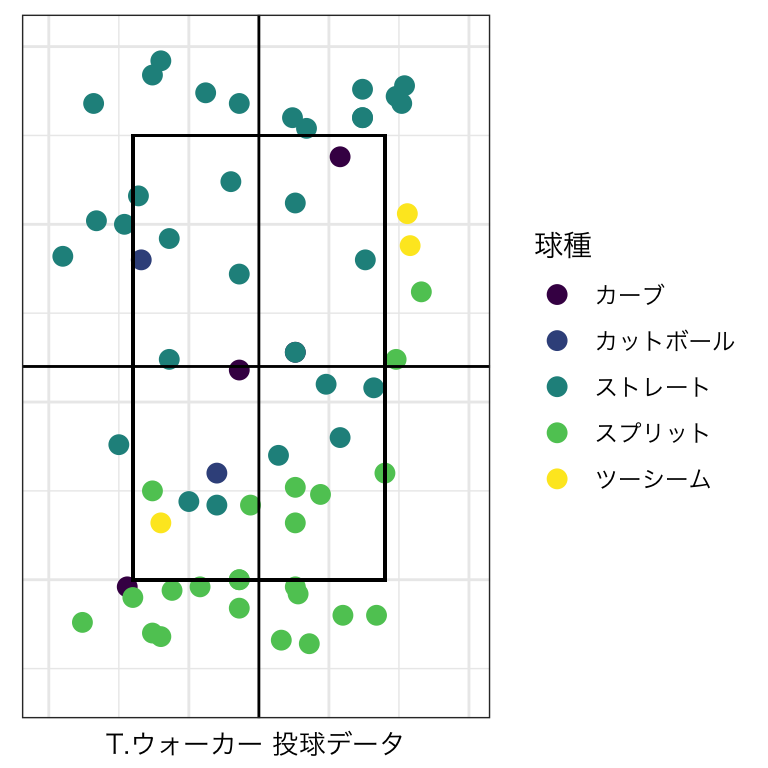 球種
カーブ
カットボール
ストレート
スプリット
ツーシーム
T.ウォーカー 投球データ